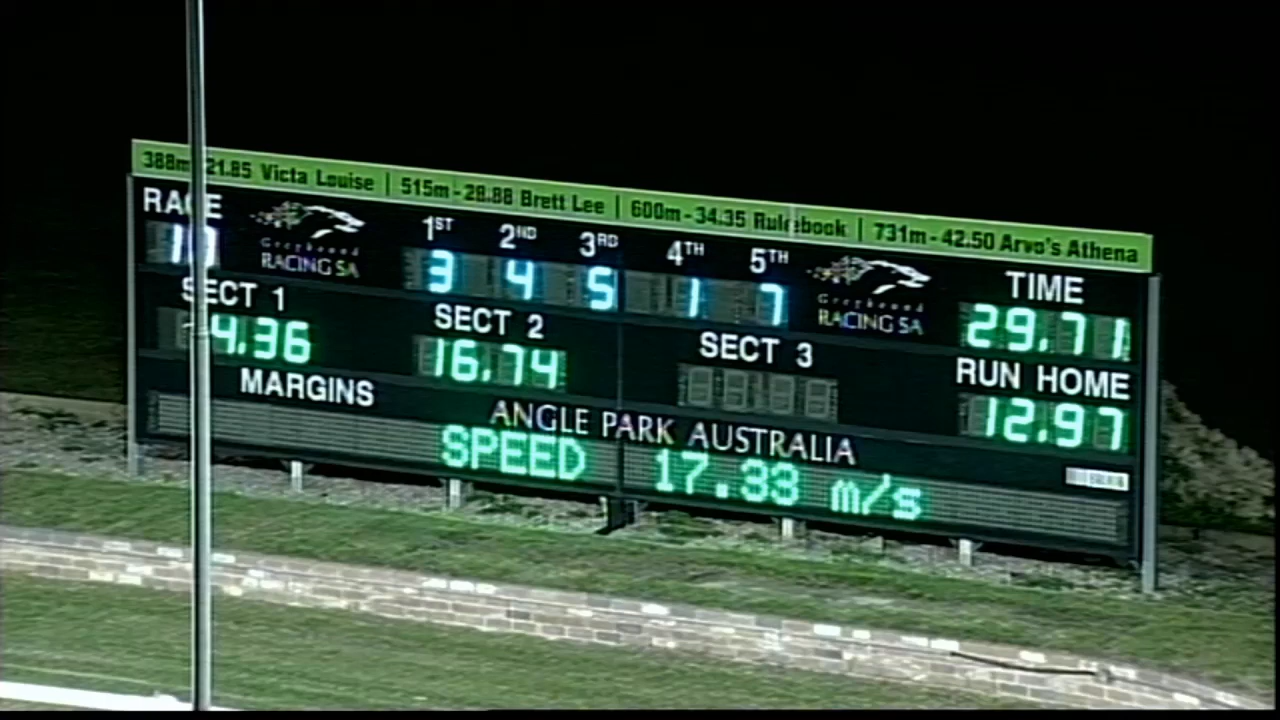 388m 21.85 Victa Louise | 515m - 28.88 Brett Lee | 600m - 34.35 Rulebook | 731m - 42.50 Arvo's Athena
RACE 1ST 2ND 3RD 4TH 5TH TIME
Greyhound RACING SA
3 4 5 1 7
Greyhound RACING SA
29.71
SECT 1 SECT 2 SECT 3 RUN HOME
4.36 16.74 12.97
MARGINS
ANGLE PARK AUSTRALIA
SPEED 17.33 m/s